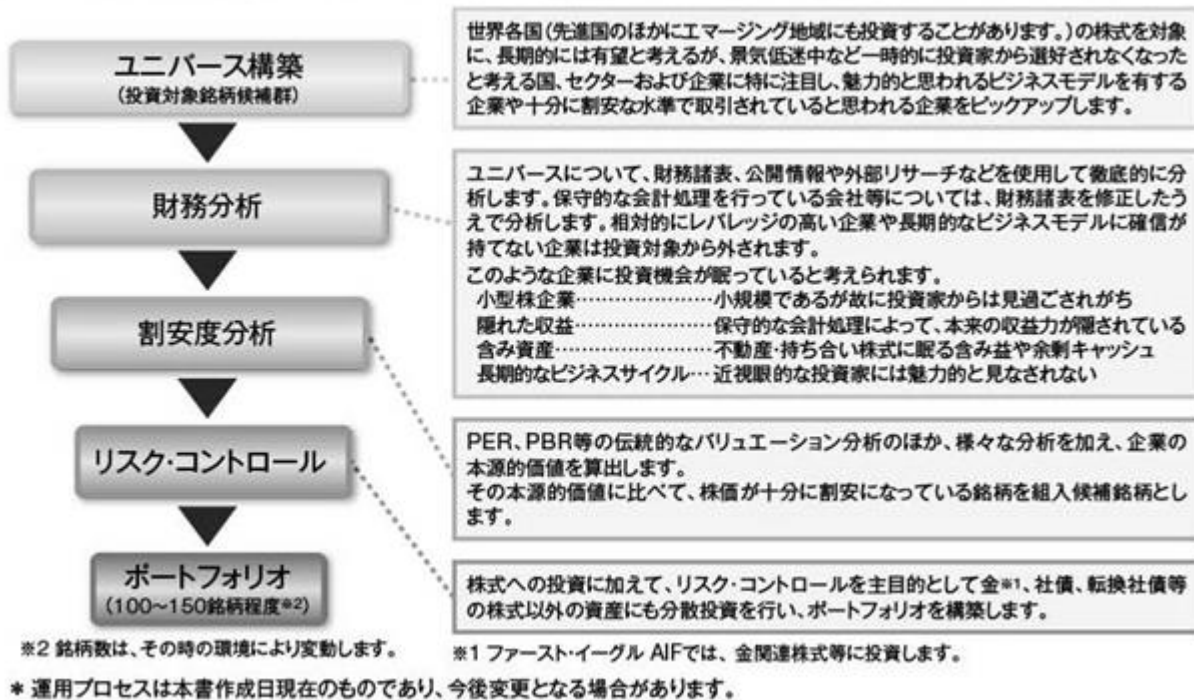 ユニバース構築
(投資対象銘柄候補群)
世界各国(先進国のほかにエマージング地域にも投資することがあります。)の株式を対象
に、長期的には有望と考えるが、景気低迷中など一時的に投資家から選好されなくなった
と考える国、セクターおよび企業に特に注目し、魅力的と思われるビジネスモデルを有する
企業や十分に割安な水準で取引されていると思われる企業をピックアップします。
財務分析
ユニバースについて、財務諸表、公開情報や外部リサーチなどを使用して徹底的に分
析します。保守的な会計処理を行っている会社等については、財務諸表を修正したう
えで分析します。相対的にレバレッジの高い企業や長期的なビジネスモデルに確信が
持てない企業は投資対象から外されます。
このような企業に投資機会が眠っていると考えられます。
小型株企業……………………小規模であるが故に投資家からは見過ごされがち
隠れた収益……………………保守的な会計処理によって、本来の収益力が隠されている
含み資産………………………不動産・持ち合い株式に眠る含み益や余剰キャッシュ
長期的なビジネスサイクル…近視眼的な投資家には魅力的と見なされない
割安度分析
PER、PBR等の伝統的なバリュエーション分析のほか、様々な分析を加え、企業の
本源的価値を算出します。
その本源的価値に比べて、株価が十分に割安になっている銘柄を組入候補銘柄とし
ます。
リスク・コントロール
株式への投資に加えて、リスク・コントロールを主目的として金※1、社債、転換社債等
の株式以外の資産にも分散投資を行い、ポートフォリオを構築します。
ポートフォリオ
(100～150銘柄程度※2)
※2 銘柄数は、その時の環境により変動します。
※1 ファースト・イーグル AIFでは、金関連株式等に投資します。
* 運用プロセスは本書作成日現在のものであり、今後変更となる場合があります。